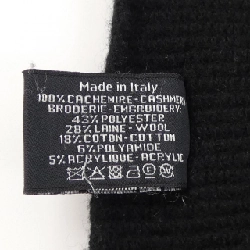 Made in Italy
100% CACHEMIRE-CASHMERE
BRODERIE-EMBROIDERY:
43% POLYESTER
28% LAINE-WOOL
18% COTON-COTTON
6% POLYAMIDE
5% ACRYLIQUE-ACRYLIC